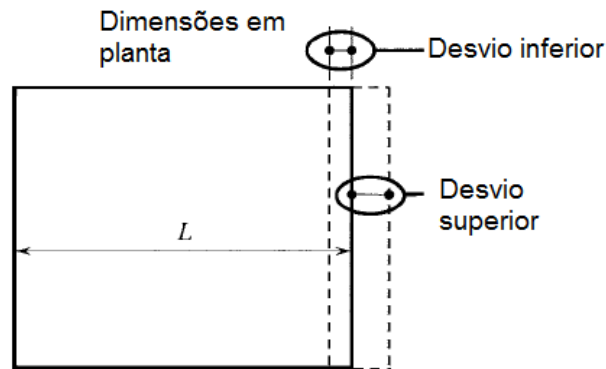 Dimensões em
planta
Desvio inferior
Desvio
superior
L